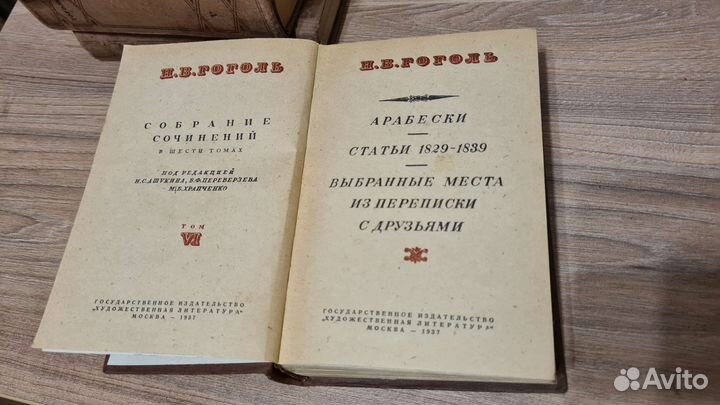 Н.В.ГОГОЛЬ
СОБРАНИЕ
СОЧИНЕНИЙ
В ШЕСТИ ТОМАХ
ПОД РЕДАКЦИЕЙ
Н.С.АШУКИНА, В.Ф.ПЕРЕВЕРЗЕВА
М.Б.ХРАПЧЕНКО
ТОМ
VI
ГОСУДАРСТВЕННОЕ ИЗДАТЕЛЬСТВО
"ХУДОЖЕСТВЕННАЯ ЛИТЕРАТУРА"
МОСКВА — 1937
Н.В.ГОГОЛЬ
АРАБЕСКИ
СТАТЬИ 1829-1839
ВЫБРАННЫЕ МЕСТА
ИЗ ПЕРЕПИСКИ
С ДРУЗЬЯМИ
ГОСУДАРСТВЕННОЕ ИЗДАТЕЛЬСТВО
"ХУДОЖЕСТВЕННАЯ ЛИТЕРАТУРА"
МОСКВА — 1937
Avito